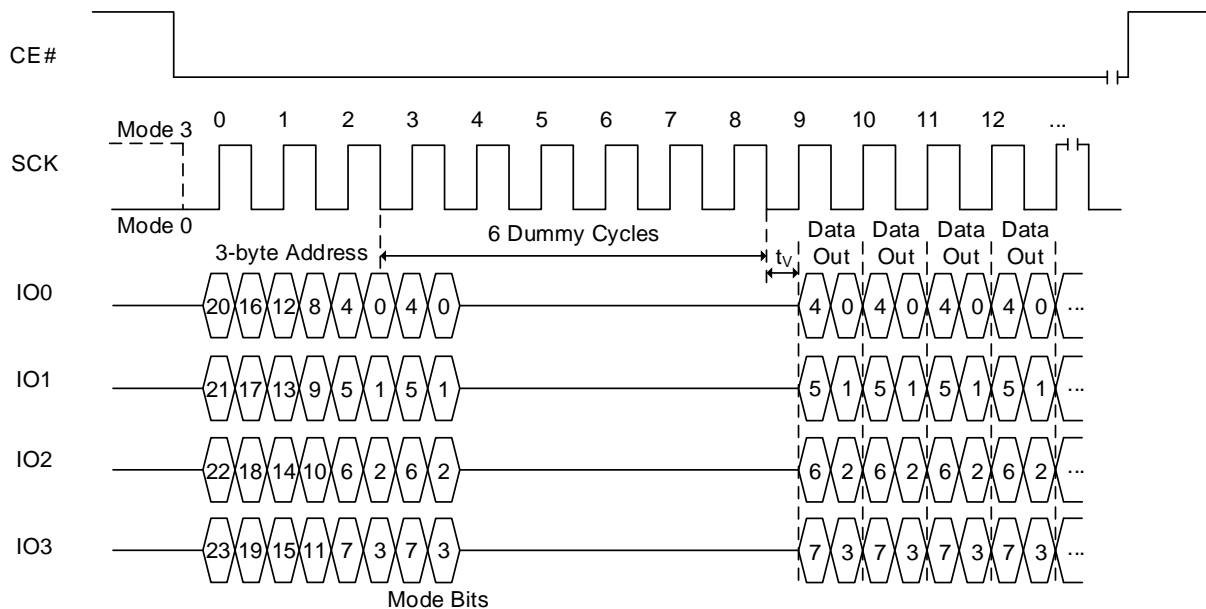 CE#
0 1 2 3 4 5 6 7 8 9 10 11 12 ...
Mode 3
SCK
Mode 0
6 Dummy Cycles
Data Out Data Out Data Out Data Out
3-byte Address
tV
IO0
20 16 12 8 4 0 4 0 4 0 4 0 4 0 4 0 ...
IO1
21 17 13 9 5 1 5 1 5 1 5 1 5 1 5 1 ...
IO2
22 18 14 10 6 2 6 2 6 2 6 2 6 2 6 2 ...
IO3
23 19 15 11 7 3 7 3 7 3 7 3 7 3 7 3 ...
Mode Bits